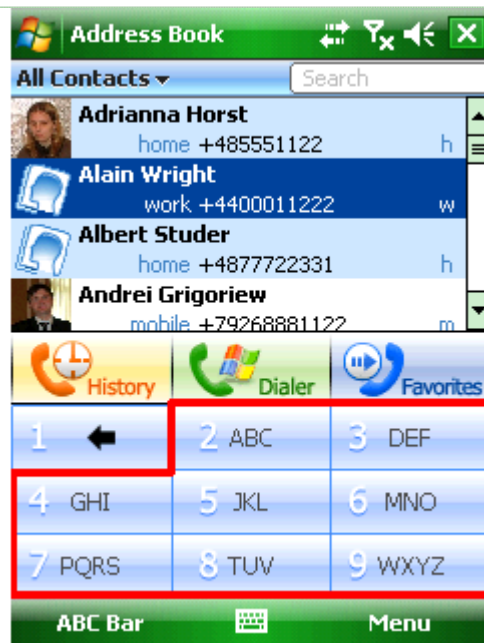 Address Book
All Contacts Search
Adrianna Horst
home +485551122 h
Alain Wright
work +4400011222 w
Albert Studer
home +4877722331 h
Andrei Grigoriew
mobile +79268881122 m
History Dialer Favorites
1 2 ABC 3 DEF
4 GHI 5 JKL 6 MNO
7 PQRS 8 TUV 9 WXYZ
ABC Bar Menu